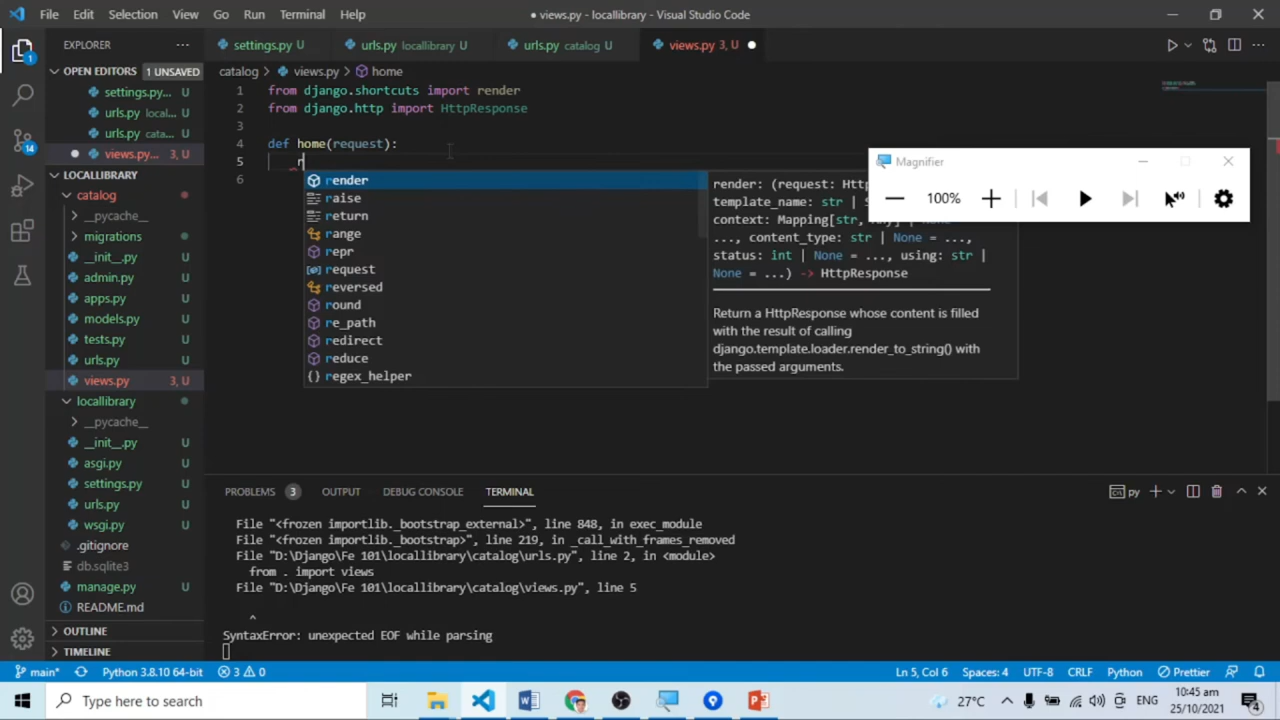 File Edit Selection View Go Run Terminal Help
● views.py - locallibrary - Visual Studio Code
EXPLORER
settings.py U
urls.py locallibrary U
urls.py catalog U
views.py 3, U
OPEN EDITORS 1 UNSAVED
settings.py... U
urls.py local... U
urls.py cata... U
views.py... 3, U
LOCALLIBRARY
catalog
__pycache__
migrations
__init__.py U
admin.py U
apps.py U
models.py U
tests.py U
urls.py U
views.py 3, U
locallibrary
__pycache__
__init__.py U
asgi.py U
settings.py U
urls.py U
wsgi.py U
.gitignore
db.sqlite3
manage.py U
README.md
OUTLINE
TIMELINE
catalog > views.py > home
1 from django.shortcuts import render
2 from django.http import HttpResponse
3
4 def home(request):
5 r
6
render
raise
return
range
repr
request
reversed
round
re_path
redirect
reduce
regex_helper
render: (request: Htt
template_name: str | S
context: Mapping[str,
..., content_type: str | None = ...,
status: int | None = ..., using: str |
None = ...) -> HttpResponse
Return a HttpResponse whose content is filled
with the result of calling
django.template.loader.render_to_string() with
the passed arguments.
Magnifier
100%
PROBLEMS 3 OUTPUT DEBUG CONSOLE TERMINAL
py
File "<frozen importlib._bootstrap_external>", line 848, in exec_module
File "<frozen importlib._bootstrap>", line 219, in _call_with_frames_removed
File "D:\Django\Fe 101\locallibrary\catalog\urls.py", line 2, in <module>
from . import views
File "D:\Django\Fe 101\locallibrary\catalog\views.py", line 5
^
SyntaxError: unexpected EOF while parsing
main* Python 3.8.10 64-bit 3 0
Ln 5, Col 6 Spaces: 4 UTF-8 CRLF Python Prettier
Type here to search
27°C
ENG
10:45 am
25/10/2021
4
1
14